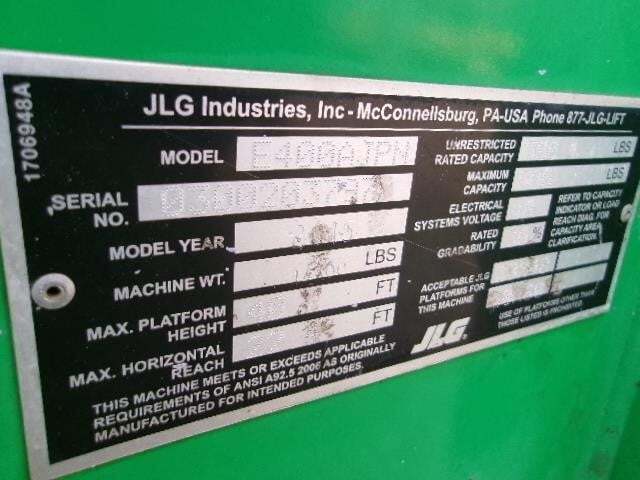 1706948A
JLG Industries, Inc - McConnellsburg, PA-USA Phone 877-JLG-LIFT
MODEL E400AJPN
SERIAL NO.
MODEL YEAR
MACHINE WT. LBS
MAX. PLATFORM HEIGHT FT
MAX. HORIZONTAL REACH FT
THIS MACHINE MEETS OR EXCEEDS APPLICABLE
REQUIREMENTS OF ANSI A92.5 2006 AS ORIGINALLY
MANUFACTURED FOR INTENDED PURPOSES.
UNRESTRICTED
RATED CAPACITY LBS
MAXIMUM
CAPACITY LBS
ELECTRICAL
SYSTEMS VOLTAGE
RATED
GRADABILITY %
REFER TO CAPACITY
INDICATOR OR LOAD
REACH DIAG. FOR
CAPACITY AREA
CLARIFICATION.
ACCEPTABLE JLG
PLATFORMS FOR
THIS MACHINE
USE OF PLATFORMS OTHER THAN
THOSE LISTED IS PROHIBITED.
JLG